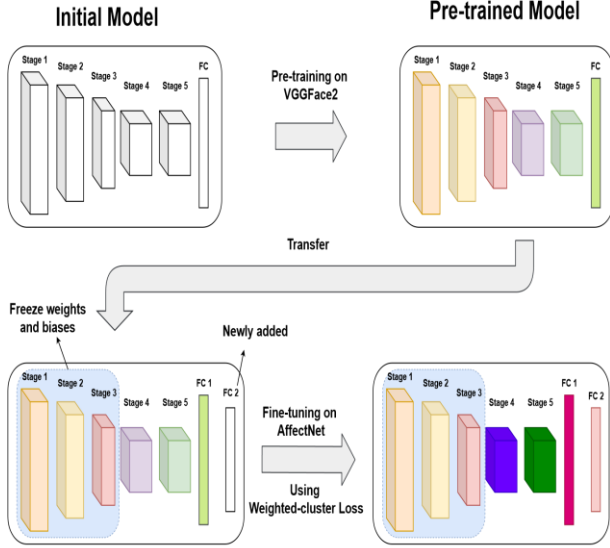 Initial Model
Pre-trained Model
Stage 1
Stage 2
Stage 3
Stage 4
Stage 5
FC
Pre-training on
VGGFace2
Stage 1
Stage 2
Stage 3
Stage 4
Stage 5
FC
Transfer
Freeze weights
and biases
Newly added
Stage 1
Stage 2
Stage 3
Stage 4
Stage 5
FC 1
FC 2
Fine-tuning on
AffectNet
Using
Weighted-cluster Loss
Stage 1
Stage 2
Stage 3
Stage 4
Stage 5
FC 1
FC 2